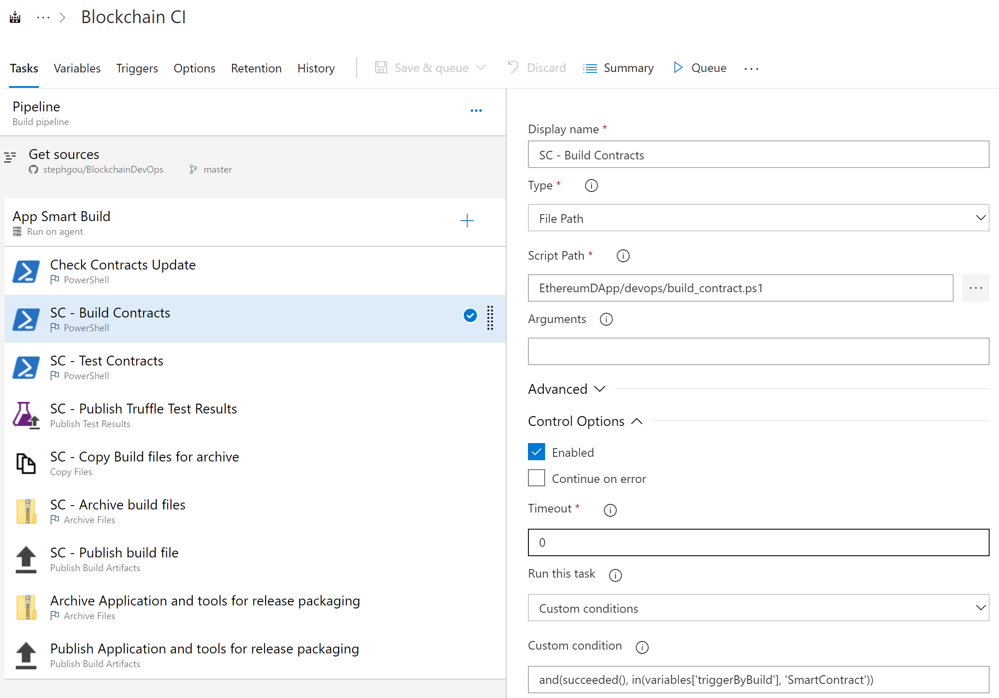 ··· > Blockchain CI
Tasks Variables Triggers Options Retention History Save & queue Discard Summary Queue ···
Pipeline
Build pipeline
Get sources
stephgou/BlockchainDevOps master
App Smart Build
Run on agent
Check Contracts Update
PowerShell
SC - Build Contracts
PowerShell
SC - Test Contracts
PowerShell
SC - Publish Truffle Test Results
Publish Test Results
SC - Copy Build files for archive
Copy Files
SC - Archive build files
Archive Files
SC - Publish build file
Publish Build Artifacts
Archive Application and tools for release packaging
Archive Files
Publish Application and tools for release packaging
Publish Build Artifacts
Display name *
SC - Build Contracts
Type *
File Path
Script Path *
EthereumDApp/devops/build_contract.ps1
Arguments
Advanced
Control Options
Enabled
Continue on error
Timeout *
0
Run this task
Custom conditions
Custom condition
and(succeeded(), in(variables['triggerByBuild'], 'SmartContract'))